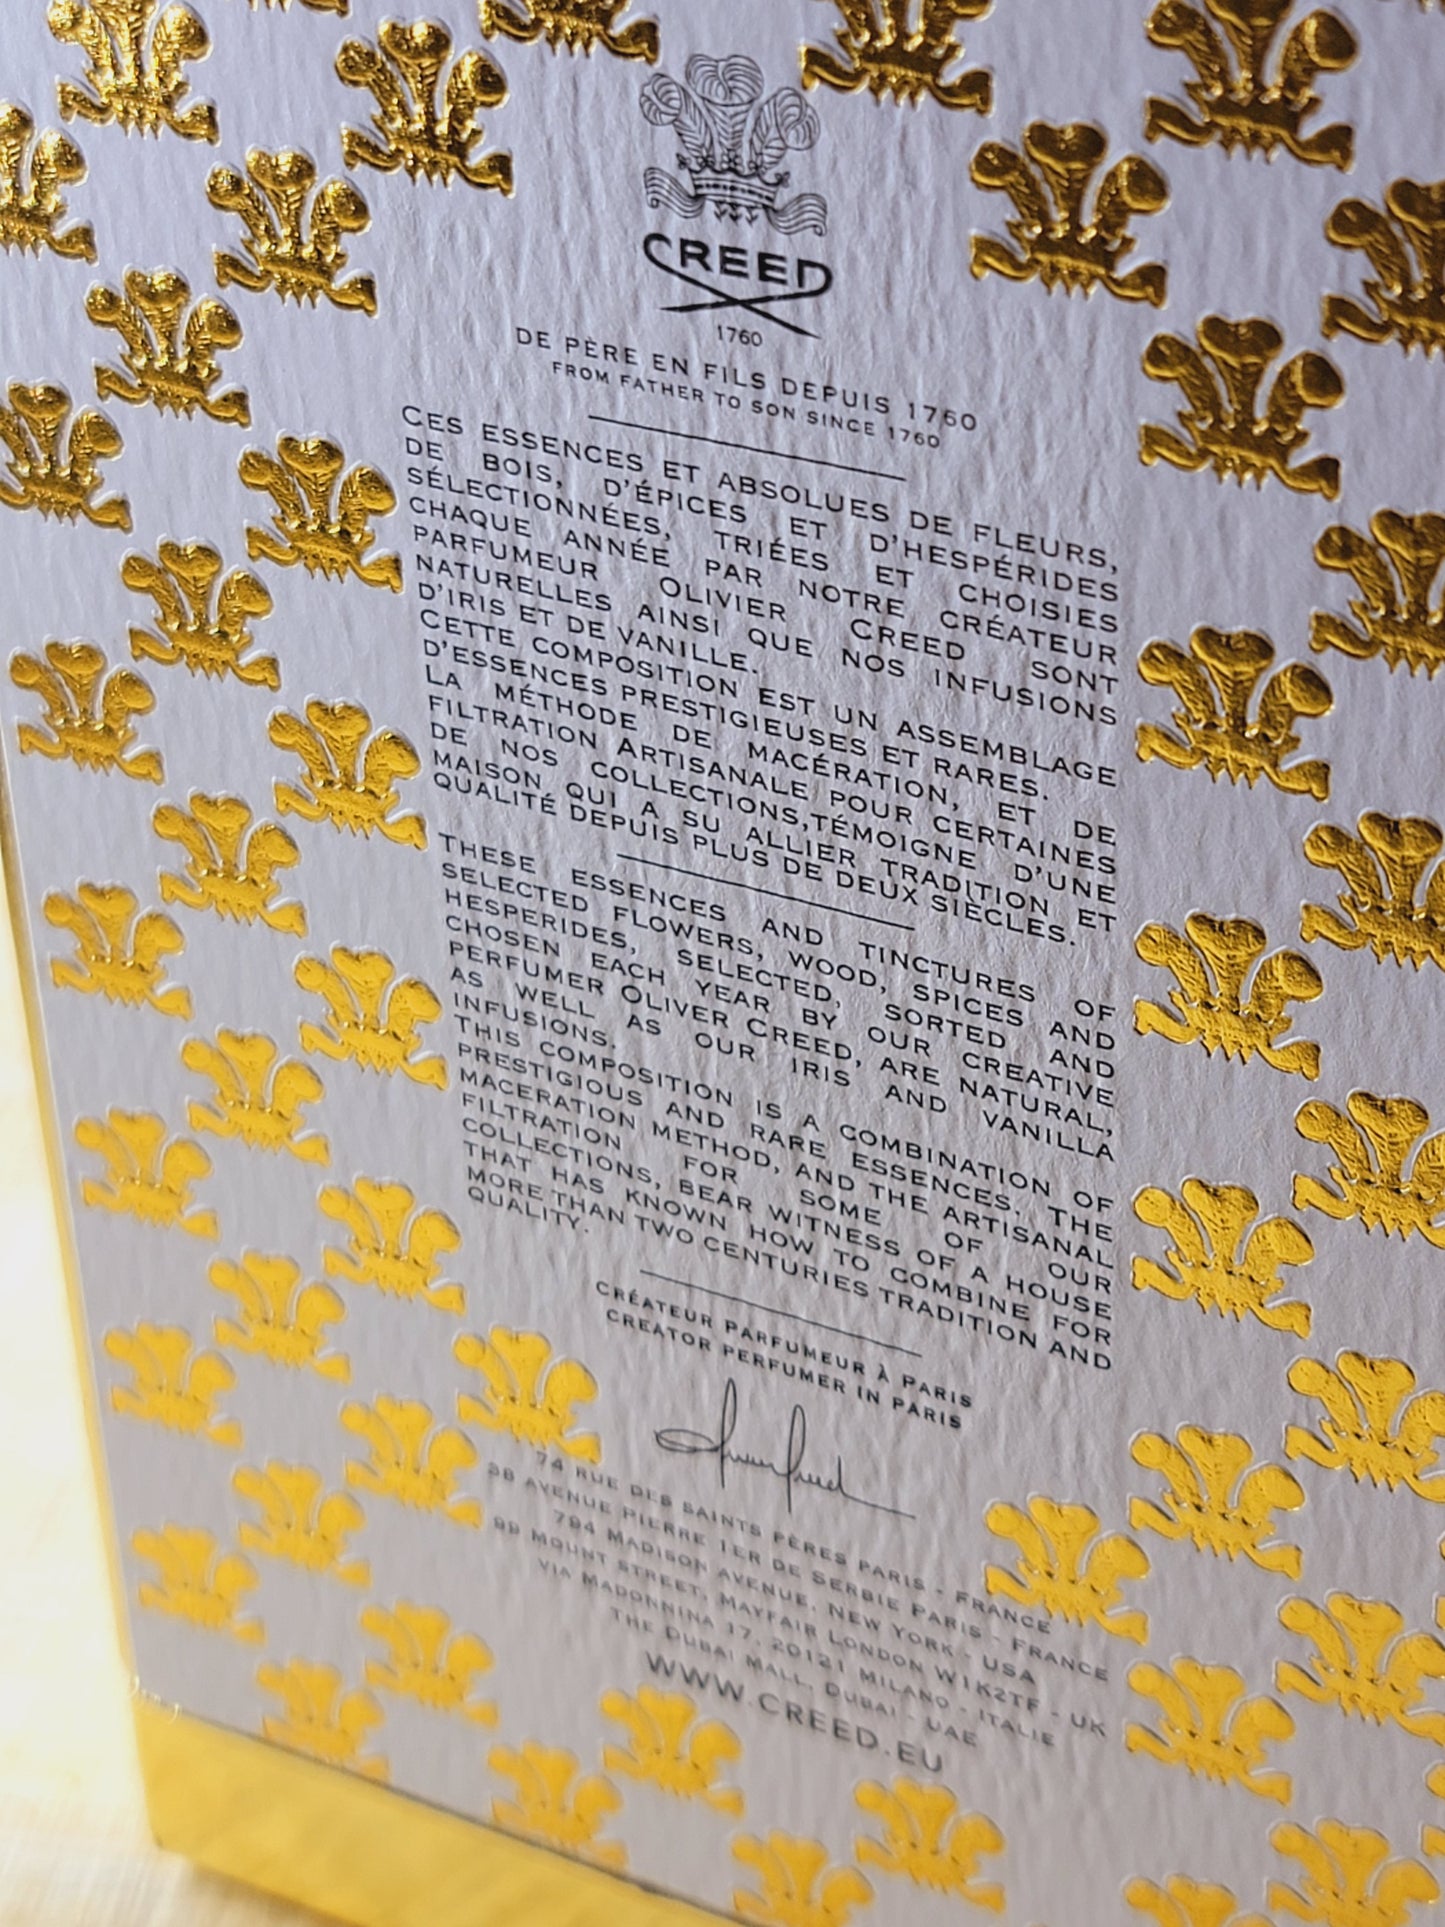 CREED
1760
DE PÈRE EN FILS DEPUIS 1760
FROM FATHER TO SON SINCE 1760
CES ESSENCES ET ABSOLUES DE FLEURS,
DE BOIS, D'ÉPICES ET D'HESPÉRIDES
SÉLECTIONNÉES, TRIÉES ET CHOISIES
CHAQUE ANNÉE PAR NOTRE CRÉATEUR
PARFUMEUR OLIVIER CREED SONT
NATURELLES AINSI QUE NOS INFUSIONS
D'IRIS ET DE VANILLE.
CETTE COMPOSITION EST UN ASSEMBLAGE
D'ESSENCES PRESTIGIEUSES ET RARES.
LA MÉTHODE DE MACÉRATION, ET DE
FILTRATION ARTISANALE POUR CERTAINES
DE NOS COLLECTIONS,TÉMOIGNE D'UNE
MAISON QUI A SU ALLIER TRADITION ET
QUALITÉ DEPUIS PLUS DE DEUX SIÈCLES.
THESE ESSENCES AND TINCTURES OF
SELECTED FLOWERS, WOOD, SPICES AND
HESPERIDES, SELECTED, SORTED AND
CHOSEN EACH YEAR BY OUR CREATIVE
PERFUMER OLIVER CREED, ARE NATURAL,
AS WELL AS OUR IRIS AND VANILLA
INFUSIONS.
THIS COMPOSITION IS A COMBINATION OF
PRESTIGIOUS AND RARE ESSENCES. THE
MACERATION METHOD, AND THE ARTISANAL
FILTRATION FOR SOME OF OUR
COLLECTIONS, BEAR WITNESS OF A HOUSE
THAT HAS KNOWN HOW TO COMBINE FOR
MORE THAN TWO CENTURIES TRADITION AND
QUALITY.
CRÉATEUR PARFUMEUR À PARIS
CREATOR PERFUMER IN PARIS
74 RUE DES SAINTS PÈRES PARIS - FRANCE
38 AVENUE PIERRE 1ER DE SERBIE PARIS - FRANCE
794 MADISON AVENUE, NEW YORK - USA
99 MOUNT STREET, MAYFAIR LONDON W1K2TF - UK
VIA MADONNINA 17, 20121 MILANO - ITALIE
THE DUBAI MALL, DUBAI - UAE
WWW.CREED.EU